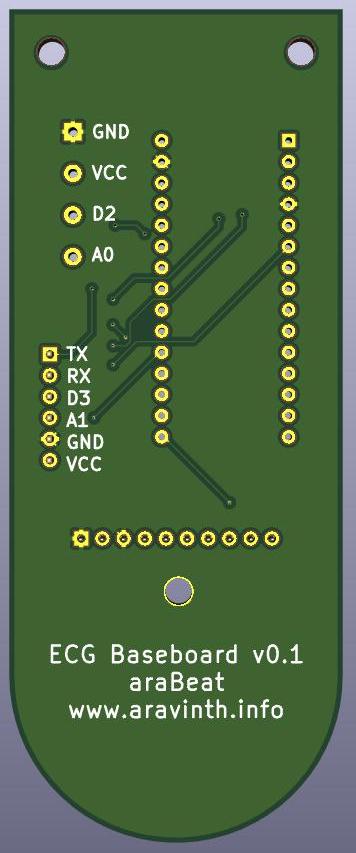 GND
VCC
D2
A0
TX
RX
D3
A1
GND
VCC
ECG Baseboard v0.1
araBeat
www.aravinth.info